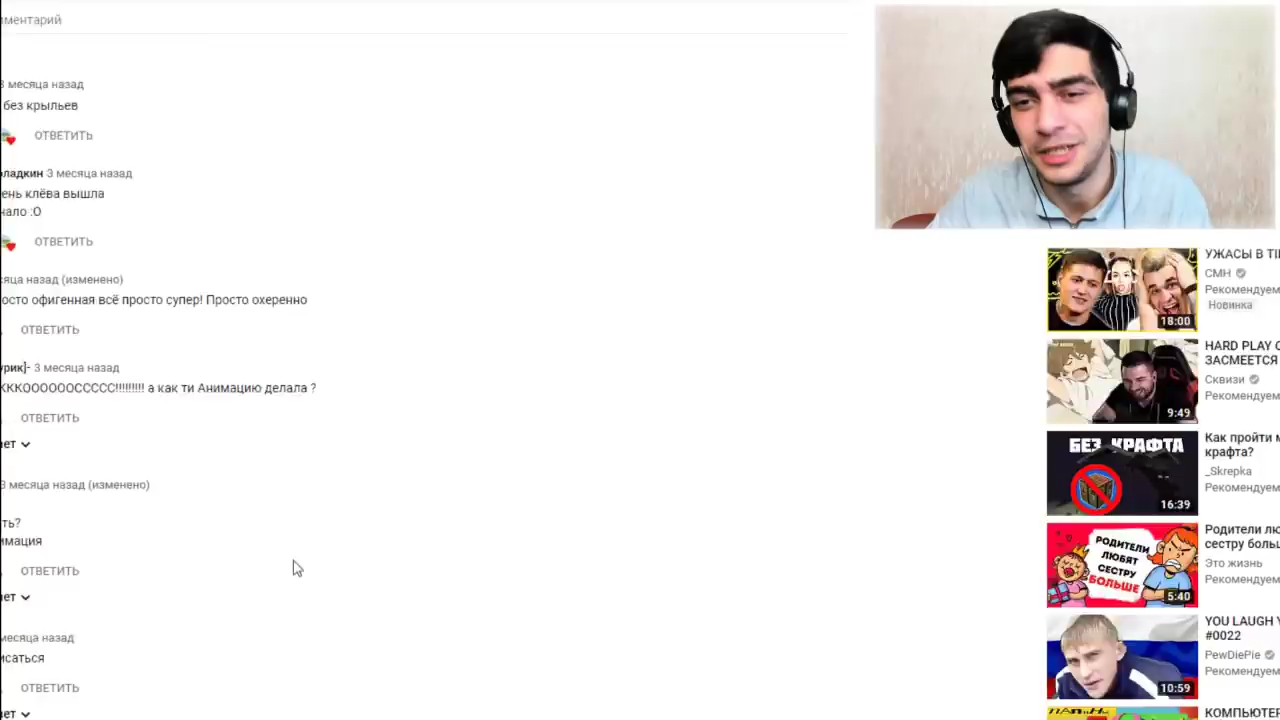 мментарий
3 месяца назад
без крыльев
ОТВЕТИТЬ
оладкин 3 месяца назад
ень клёва вышла
чало :О
ОТВЕТИТЬ
сяца назад (изменено)
осто офигенная всё просто супер! Просто охеренно
ОТВЕТИТЬ
урик]- 3 месяца назад
ККООООООССССС!!!!!!!!! а как ти Анимацию делала ?
ОТВЕТИТЬ
ет
3 месяца назад (изменено)
ть?
имация
ОТВЕТИТЬ
ет
месяца назад
исаться
ОТВЕТИТЬ
ет
УЖАСЫ В TI
СМН
Рекомендуем
Новинка
18:00
HARD PLAY С
ЗАСМЕЕТСЯ
Сквизи
Рекомендуем
9:49
БЕЗ КРАФТА
Как пройти м
крафта?
_Skrepka
Рекомендуем
16:39
РОДИТЕЛИ
ЛЮБЯТ
СЕСТРУ
БОЛЬШЕ
Родители лю
сестру больш
Это жизнь
Рекомендуем
5:40
YOU LAUGH Y
#0022
PewDiePie
Рекомендуем
10:59
КОМПЬЮТЕР